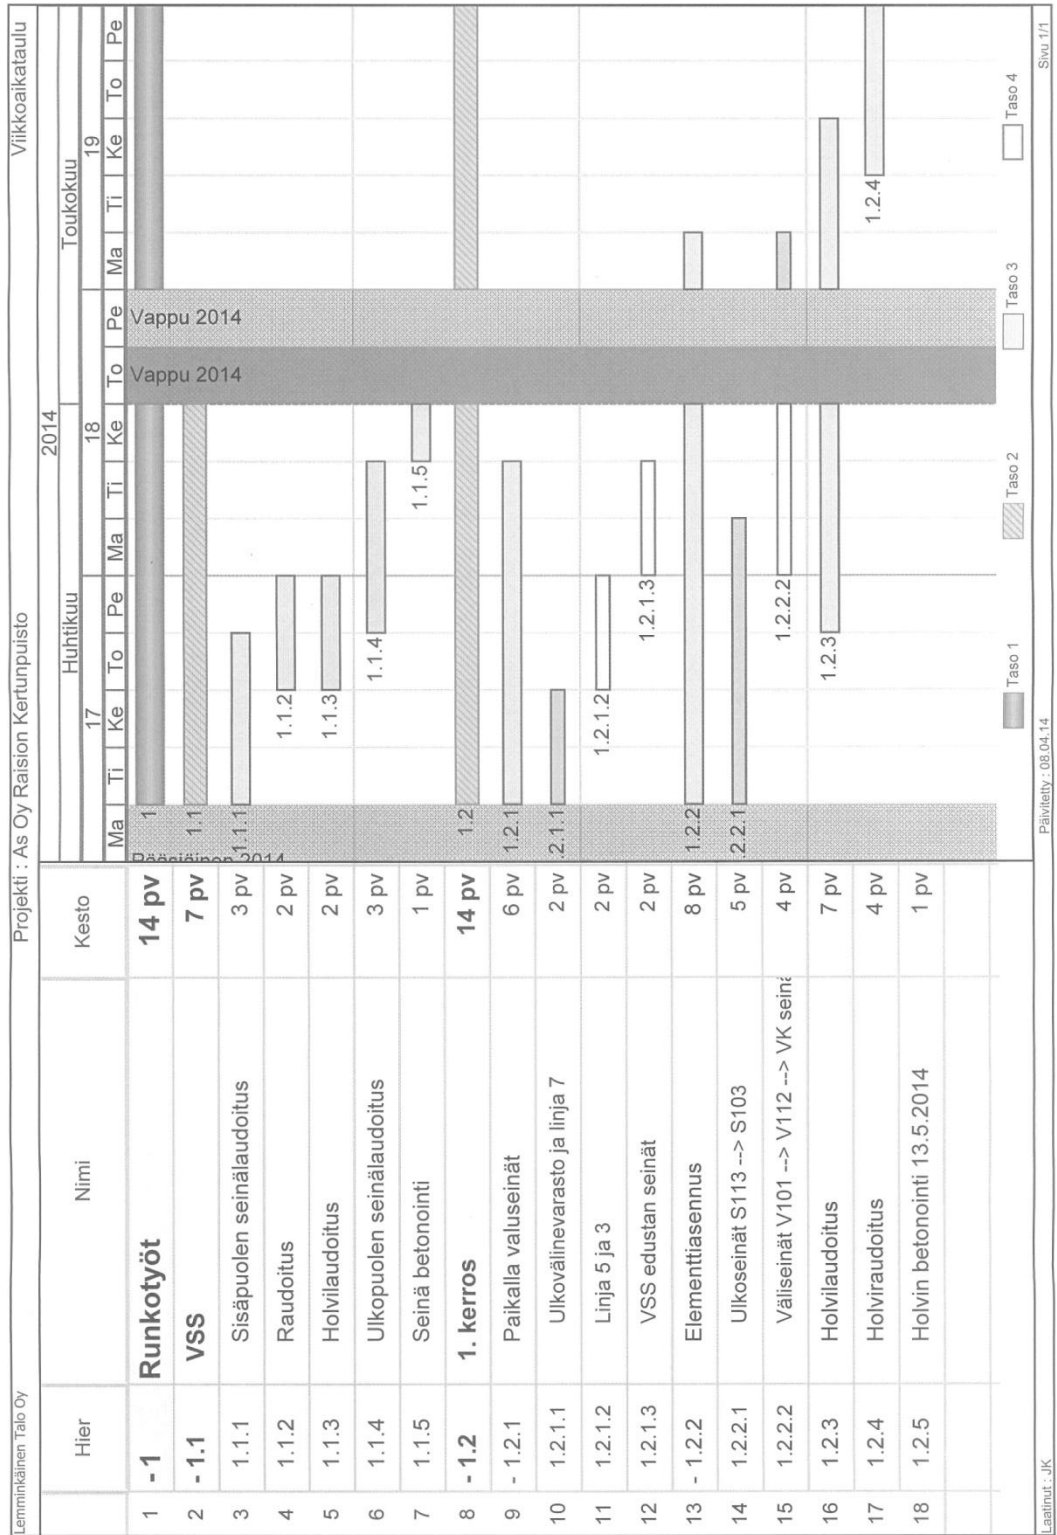 Lemminkäinen Talo Oy
Projekti : As Oy Raision Kertunpuisto
Viikkoaikataulu
Hier Nimi Kesto
2014
Huhtikuu Toukokuu
17 18 19
Ma Ti Ke To Pe Ma Ti Ke To Pe Ma Ti Ke To Pe
1 - 1 Runkotyöt 14 pv 1
2 - 1.1 VSS 7 pv 1.1
3 1.1.1 Sisäpuolen seinälaudoitus 3 pv 1.1.1
4 1.1.2 Raudoitus 2 pv 1.1.2
5 1.1.3 Holvilaudoitus 2 pv 1.1.3
6 1.1.4 Ulkopuolen seinälaudoitus 3 pv 1.1.4
7 1.1.5 Seinä betonointi 1 pv 1.1.5
8 - 1.2 1. kerros 14 pv 1.2
9 - 1.2.1 Paikalla valuseinät 6 pv 1.2.1
10 1.2.1.1 Ulkovälinevarasto ja linja 7 2 pv .2.1.1
11 1.2.1.2 Linja 5 ja 3 2 pv 1.2.1.2
12 1.2.1.3 VSS edustan seinät 2 pv 1.2.1.3
13 - 1.2.2 Elementtiasennus 8 pv 1.2.2
14 1.2.2.1 Ulkoseinät S113 --> S103 5 pv .2.2.1
15 1.2.2.2 Väliseinät V101 --> V112 --> VK seinä 4 pv 1.2.2.2
16 1.2.3 Holvilaudoitus 7 pv 1.2.3
17 1.2.4 Holviraudoitus 4 pv 1.2.4
18 1.2.5 Holvin betonointi 13.5.2014 1 pv
Pääsiäinen 2014
Vappu 2014
Vappu 2014
Taso 1 Taso 2 Taso 3 Taso 4
Laatinut : JK
Päivitetty : 08.04.14
Sivu 1/1